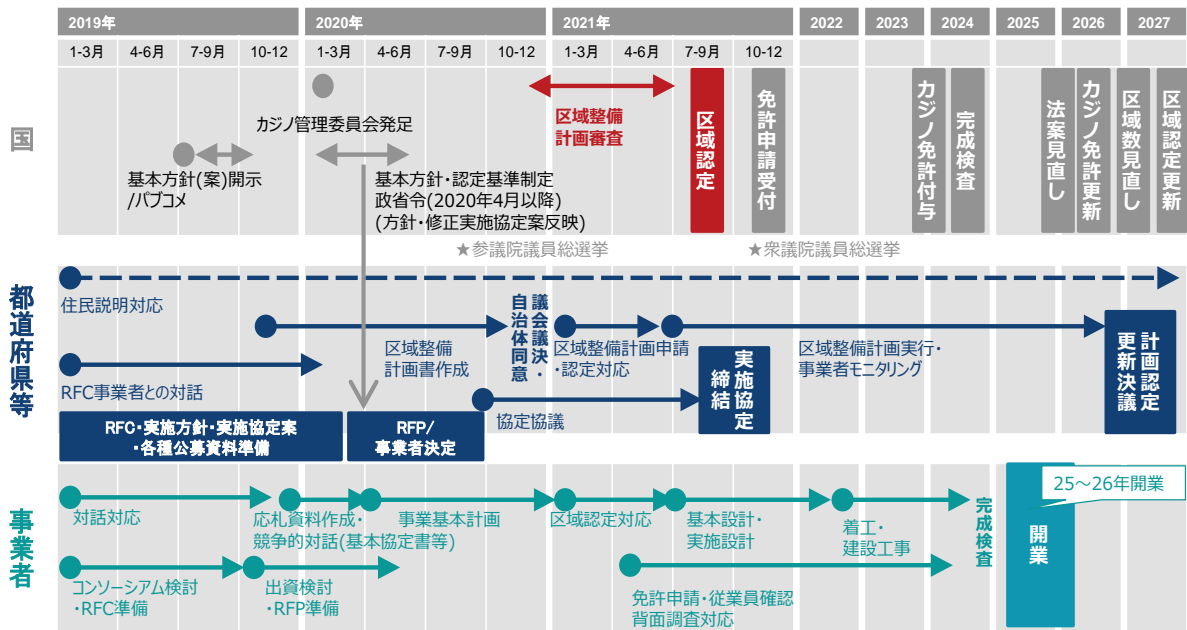 2019年
2020年
2021年
2022
2023
2024
2025
2026
2027
1-3月
4-6月
7-9月
10-12
1-3月
4-6月
7-9月
10-12
1-3月
4-6月
7-9月
10-12
国
カジノ管理委員会発足
基本方針(案)開示
/パブコメ
基本方針・認定基準制定
政省令(2020年4月以降)
(方針・修正実施協定案反映)
区域整備
計画審査
区域認定
免許申請受付
カジノ免許付与
完成検査
法案見直し
カジノ免許更新
区域数見直し
区域認定更新
★参議院議員総選挙
★衆議院議員総選挙
都道府県等
住民説明対応
RFC事業者との対話
区域整備
計画書作成
議会議決・
自治体同意
区域整備計画申請
・認定対応
区域整備計画実行・
事業者モニタリング
協定協議
実施協定
締結
計画認定
更新決議
RFC・実施方針・実施協定案
・各種公募資料準備
RFP/
事業者決定
事業者
対話対応
応札資料作成・
競争的対話(基本協定書等)
事業基本計画
区域認定対応
基本設計・
実施設計
着工・
建設工事
完成検査
開業
25～26年開業
コンソーシアム検討
・RFC準備
出資検討
・RFP準備
免許申請・従業員確認
背面調査対応